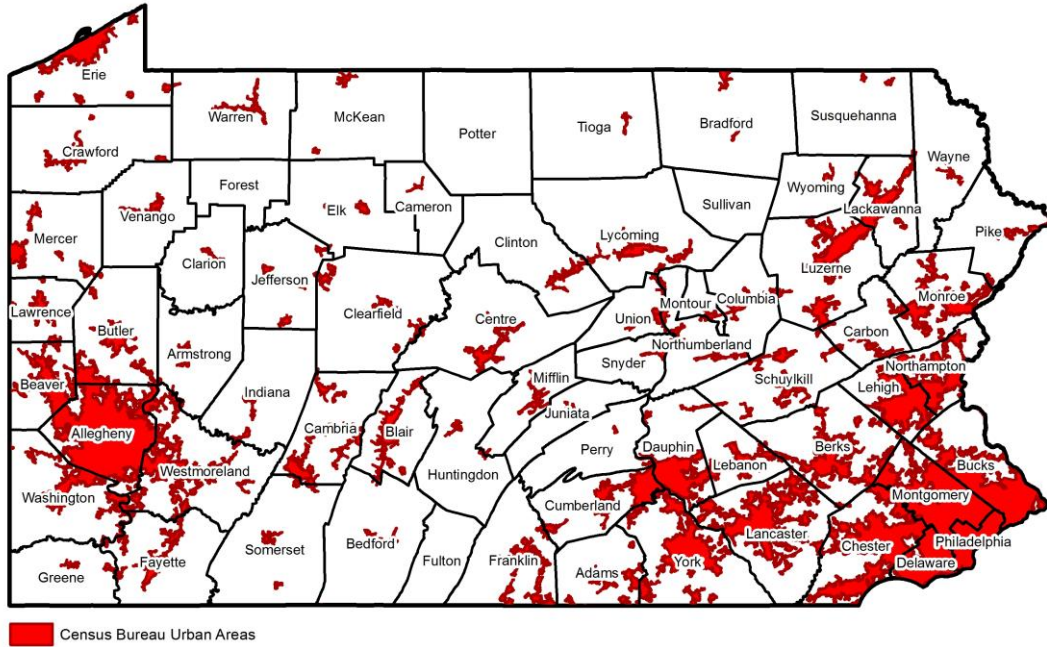 Erie
Crawford
Warren
McKean
Potter
Tioga
Bradford
Susquehanna
Wayne
Forest
Venango
Elk
Cameron
Wyoming
Sullivan
Lackawanna
Mercer
Clarion
Jefferson
Clinton
Lycoming
Luzerne
Pike
Lawrence
Butler
Armstrong
Clearfield
Centre
Union
Montour
Columbia
Carbon
Monroe
Northumberland
Snyder
Northampton
Beaver
Indiana
Mifflin
Juniata
Schuylkill
Lehigh
Allegheny
Cambria
Blair
Huntingdon
Perry
Dauphin
Lebanon
Berks
Bucks
Westmoreland
Washington
Cumberland
Montgomery
Greene
Fayette
Somerset
Bedford
Fulton
Franklin
Adams
York
Lancaster
Chester
Philadelphia
Delaware
Census Bureau Urban Areas